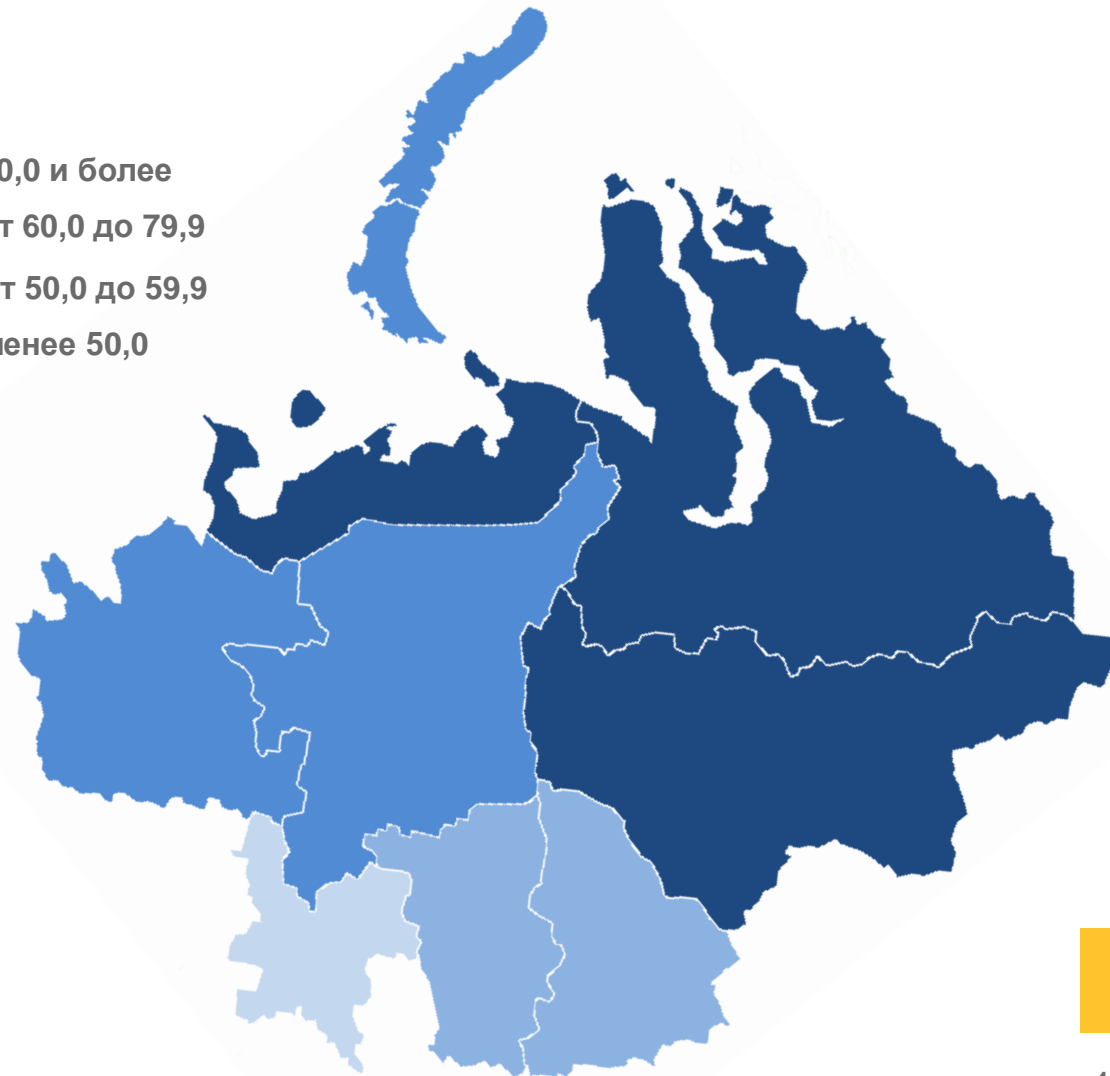 0,0 и более
т 60,0 до 79,9
т 50,0 до 59,9
енее 50,0